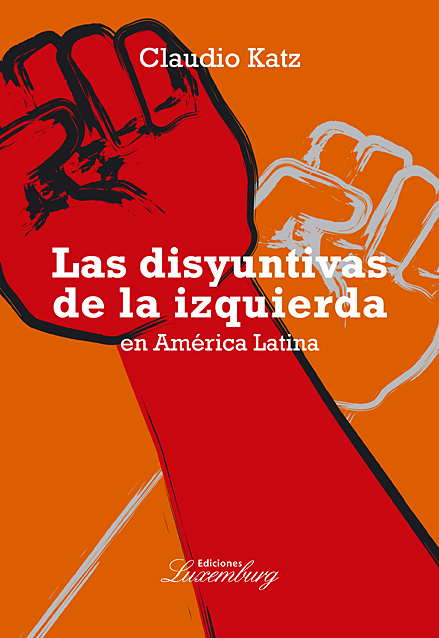 Claudio Katz
Las disyuntivas
de la izquierda
en América Latina
Ediciones
Luxemburg